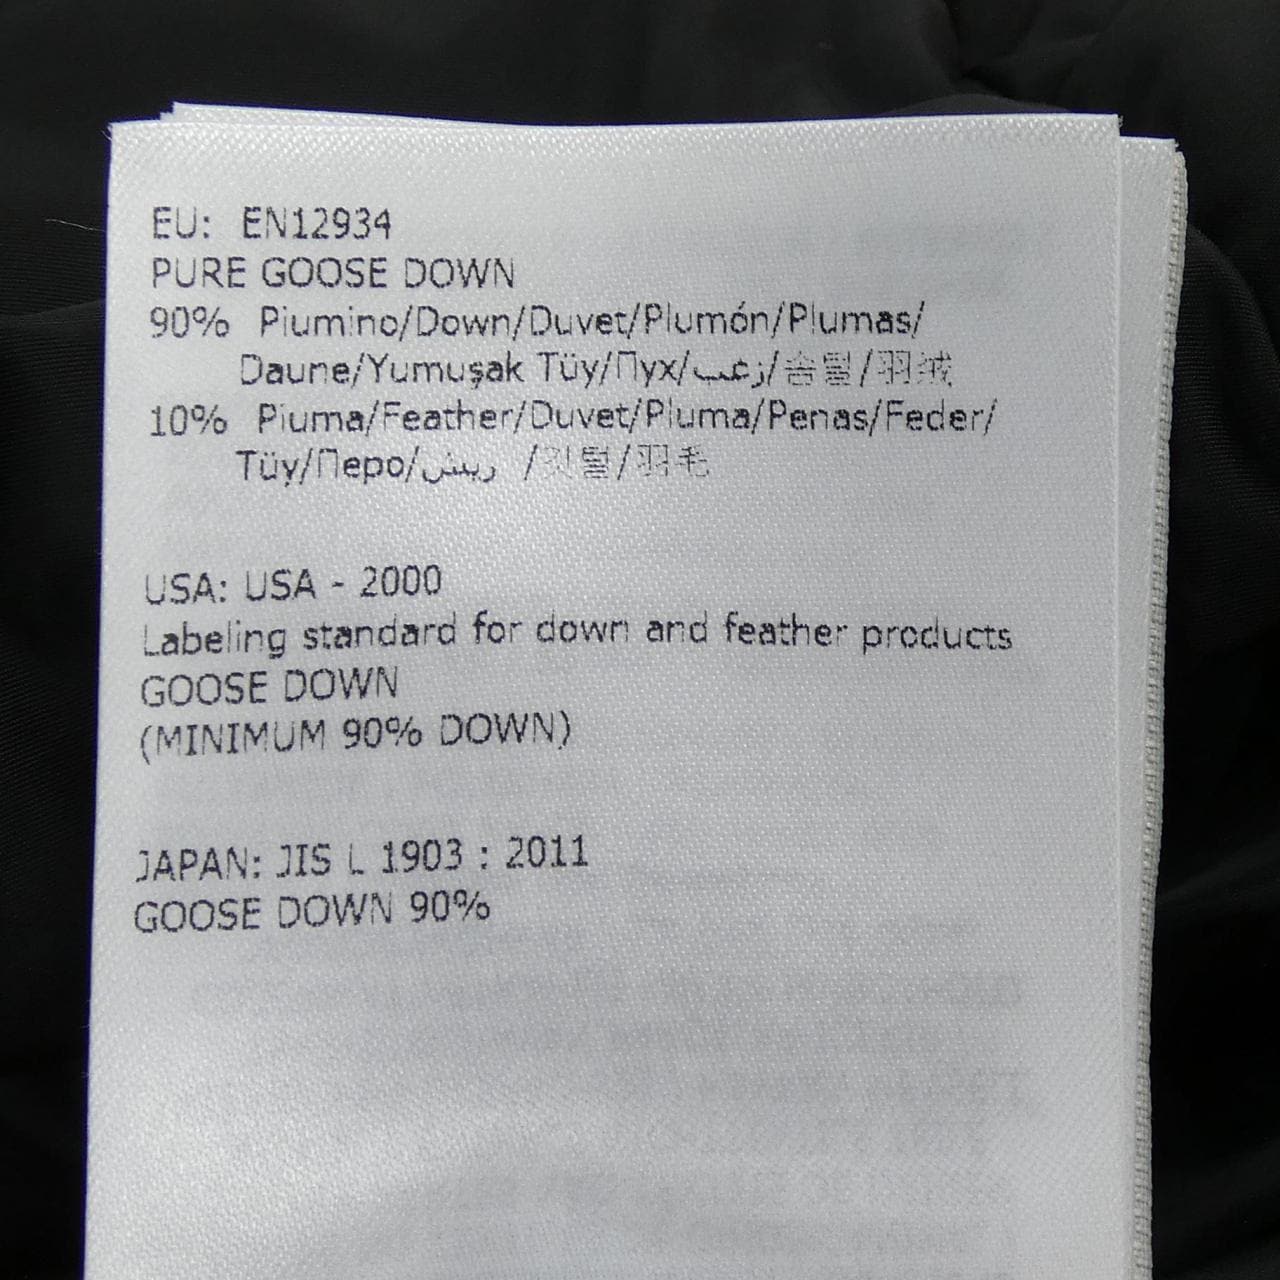 EU: EN12934
PURE GOOSE DOWN
90% Piumino/Down/Duvet/Plumón/Plumas/
Daune/Yumuşak Tüy/Пух/زغب/솜털/羽绒
10% Piuma/Feather/Duvet/Pluma/Penas/Feder/
Tüy/Перо/ريش /깃털/羽毛
USA: USA - 2000
Labeling standard for down and feather products
GOOSE DOWN
(MINIMUM 90% DOWN)
JAPAN: JIS L 1903 : 2011
GOOSE DOWN 90%